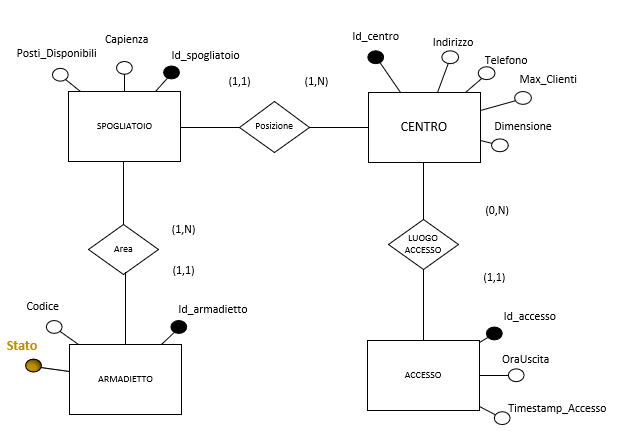 Id_centro
Capienza
Indirizzo
Posti_Disponibili
Id_spogliatoio
Telefono
(1,1)
(1,N)
Max_Clienti
SPOGLIATOIO
Posizione
CENTRO
Dimensione
(0,N)
(1,N)
Area
LUOGO
ACCESSO
(1,1)
(1,1)
Codice
Id_armadietto
Id_accesso
Stato
OraUscita
ARMADIETTO
ACCESSO
Timestamp_Accesso